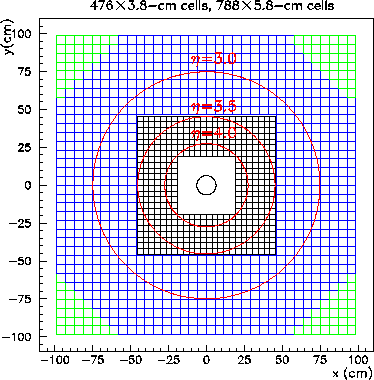 476×3.8-cm cells, 788×5.8-cm cells
y(cm)
100
75
50
25
0
-25
-50
-75
-100
η=3.0
η=3.5
η=4.0
-100 -75 -50 -25 0 25 50 75 100
x (cm)